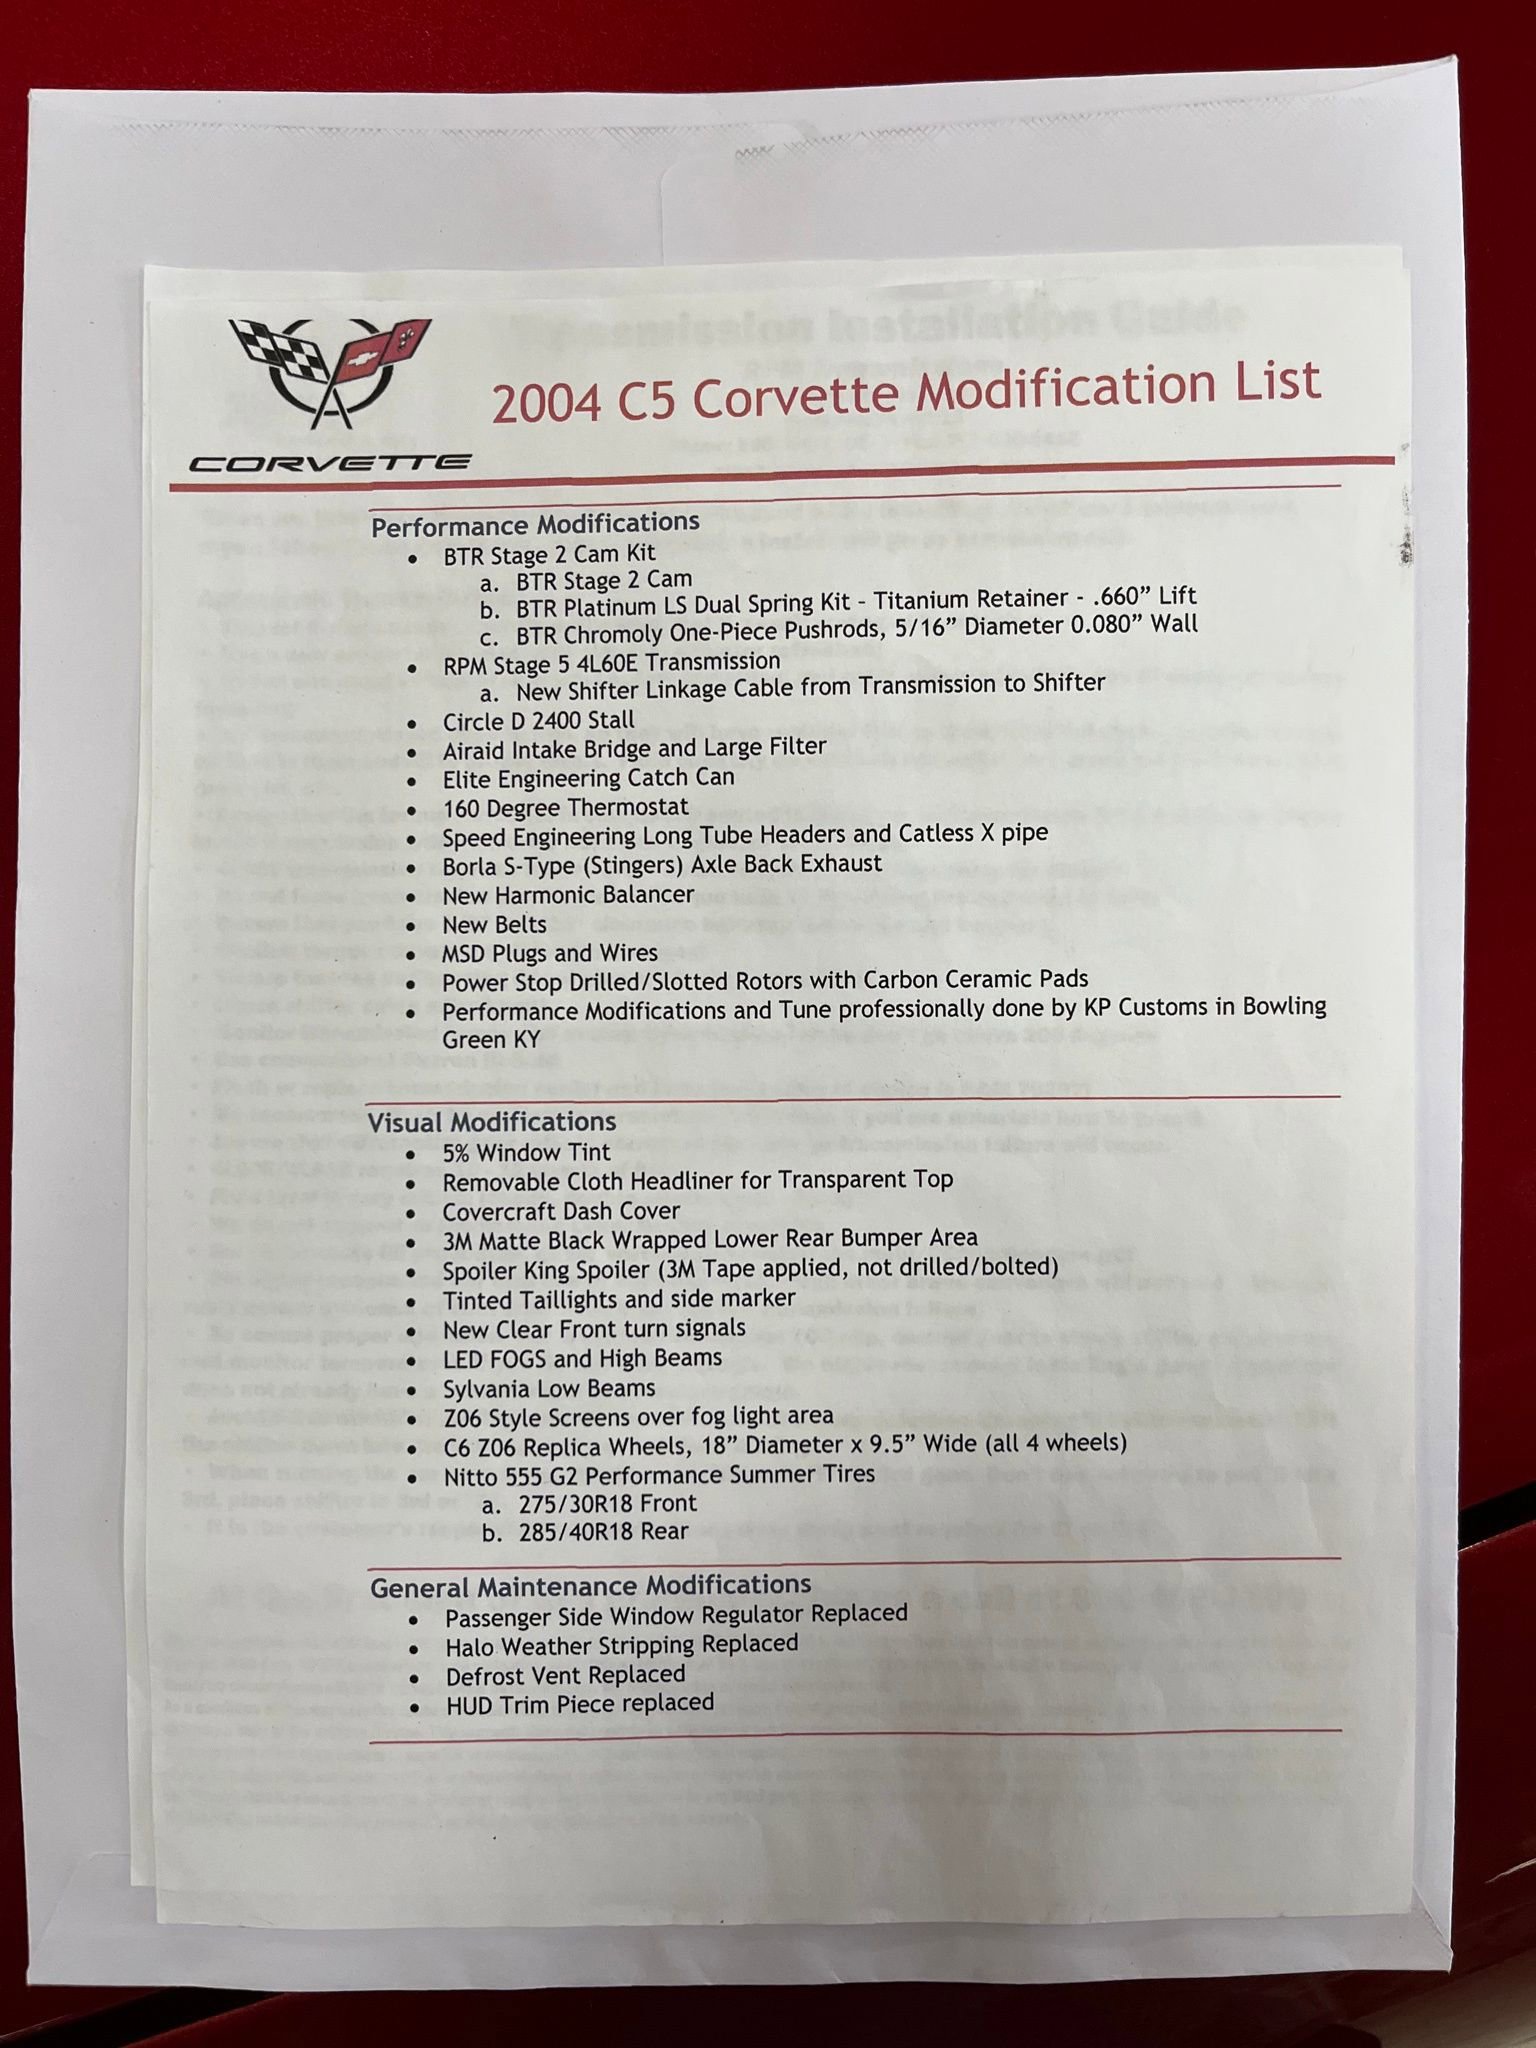 2004 C5 Corvette Modification List
CORVETTE
Performance Modifications
• BTR Stage 2 Cam Kit
a. BTR Stage 2 Cam
b. BTR Platinum LS Dual Spring Kit - Titanium Retainer - .660” Lift
c. BTR Chromoly One-Piece Pushrods, 5/16” Diameter 0.080” Wall
• RPM Stage 5 4L60E Transmission
a. New Shifter Linkage Cable from Transmission to Shifter
• Circle D 2400 Stall
• Airaid Intake Bridge and Large Filter
• Elite Engineering Catch Can
• 160 Degree Thermostat
• Speed Engineering Long Tube Headers and Catless X pipe
• Borla S-Type (Stingers) Axle Back Exhaust
• New Harmonic Balancer
• New Belts
• MSD Plugs and Wires
• Power Stop Drilled/Slotted Rotors with Carbon Ceramic Pads
• Performance Modifications and Tune professionally done by KP Customs in Bowling
Green KY
Visual Modifications
• 5% Window Tint
• Removable Cloth Headliner for Transparent Top
• Covercraft Dash Cover
• 3M Matte Black Wrapped Lower Rear Bumper Area
• Spoiler King Spoiler (3M Tape applied, not drilled/bolted)
• Tinted Taillights and side marker
• New Clear Front turn signals
• LED FOGS and High Beams
• Sylvania Low Beams
• Z06 Style Screens over fog light area
• C6 Z06 Replica Wheels, 18” Diameter x 9.5” Wide (all 4 wheels)
• Nitto 555 G2 Performance Summer Tires
a. 275/30R18 Front
b. 285/40R18 Rear
General Maintenance Modifications
• Passenger Side Window Regulator Replaced
• Halo Weather Stripping Replaced
• Defrost Vent Replaced
• HUD Trim Piece replaced